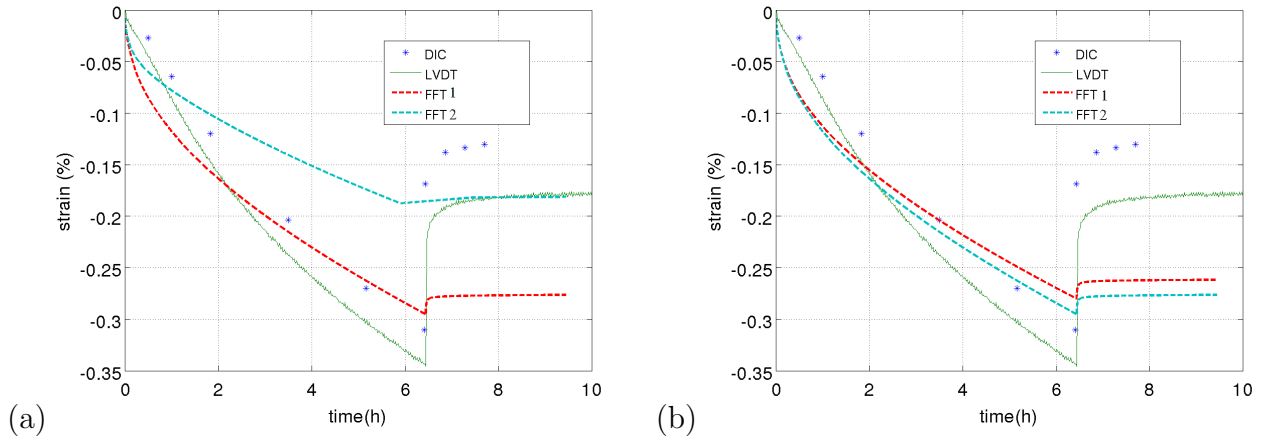 0
-0.05
-0.1
-0.15
-0.2
-0.25
-0.3
-0.35
strain (%)
0 2 4 6 8 10
time(h)
DIC
LVDT
FFT 1
FFT 2
(a)
0
-0.05
-0.1
-0.15
-0.2
-0.25
-0.3
-0.35
strain (%)
0 2 4 6 8 10
time(h)
DIC
LVDT
FFT 1
FFT 2
(b)